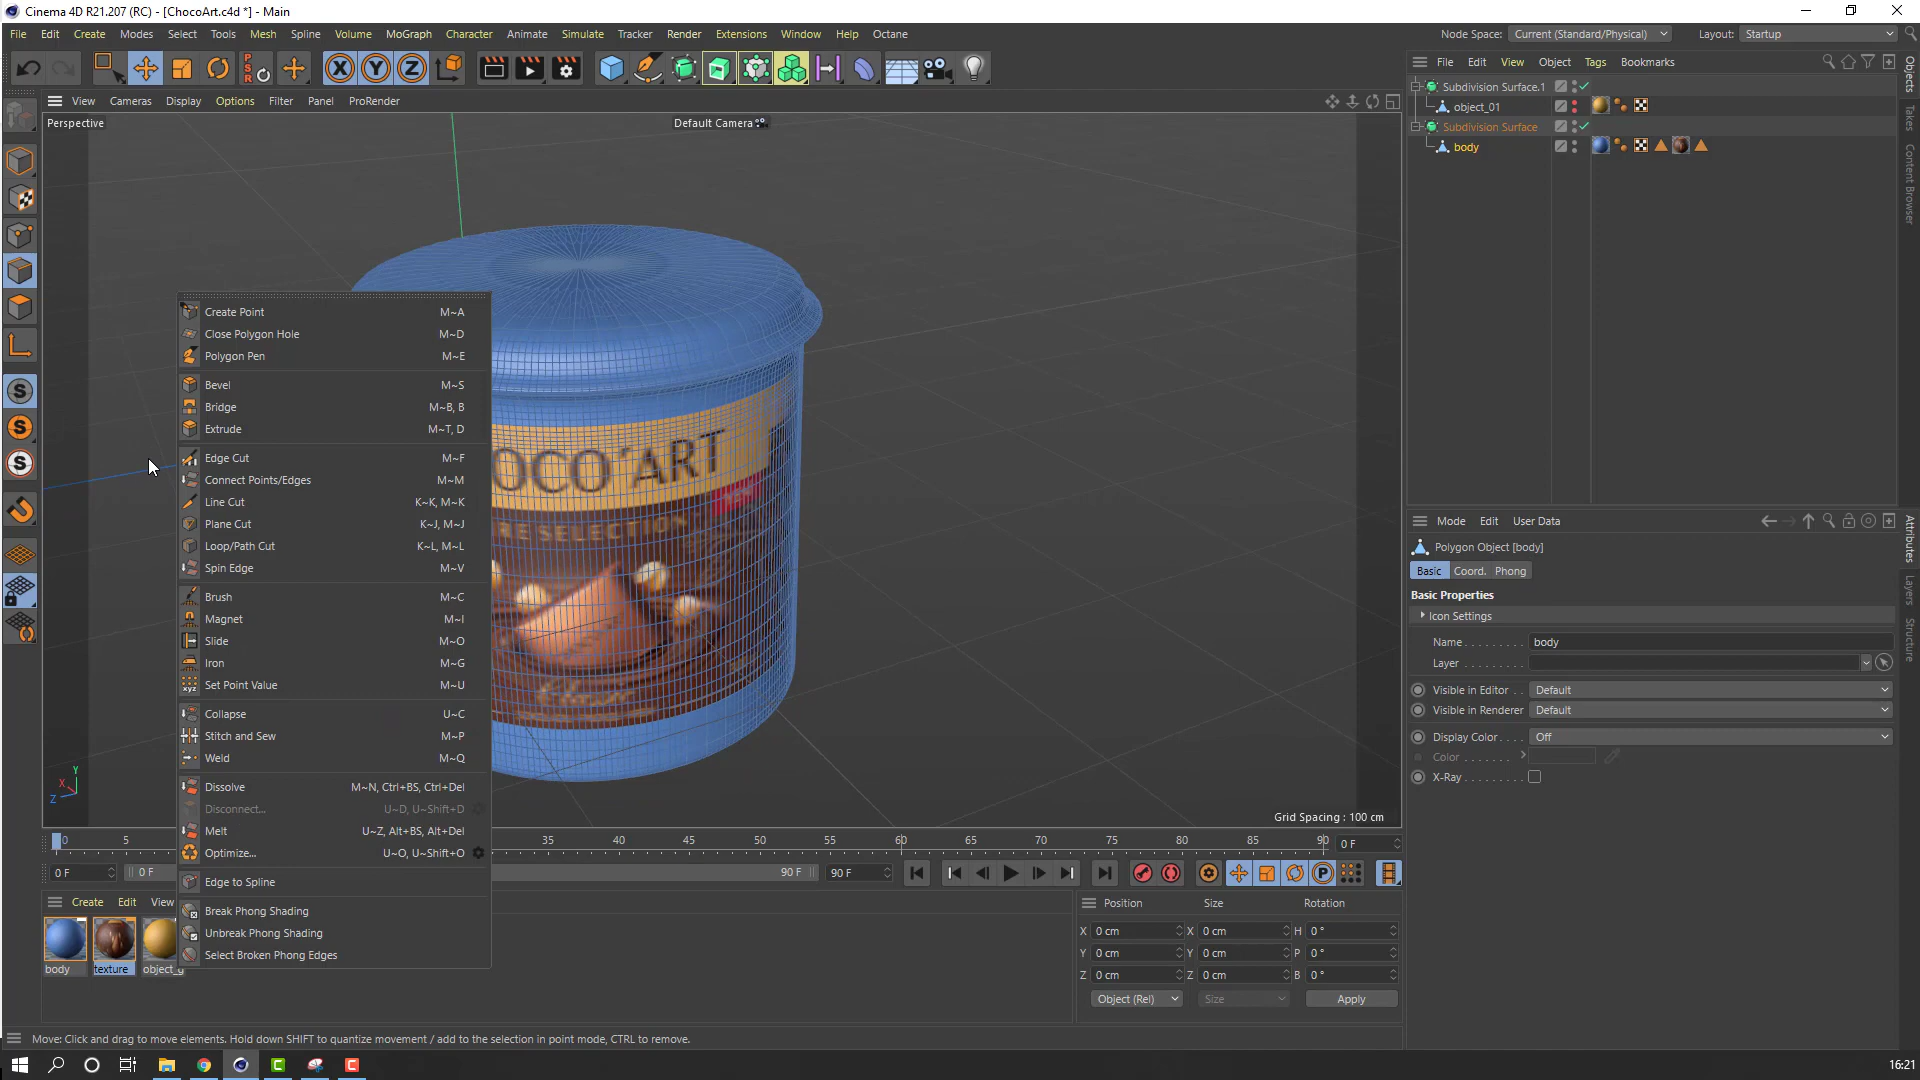 Cinema 4D R21.207 (RC) - [ChocoArt.c4d *] - Main
File Edit Create Modes Select Tools Mesh Spline Volume MoGraph Character Animate Simulate Tracker Render Extensions Window Help Octane
Node Space: Current (Standard/Physical) Layout: Startup
PSR X Y Z
View Cameras Display Options Filter Panel ProRender
Perspective
Default Camera
Create Point M~A
Close Polygon Hole M~D
Polygon Pen M~E
Bevel M~S
Bridge M~B, B
Extrude M~T, D
Edge Cut M~F
Connect Points/Edges M~M
Line Cut K~K, M~K
Plane Cut K~J, M~J
Loop/Path Cut K~L, M~L
Spin Edge M~V
Brush M~C
Magnet M~I
Slide M~O
Iron M~G
Set Point Value M~U
Collapse U~C
Stitch and Sew M~P
Weld M~Q
Dissolve M~N, Ctrl+BS, Ctrl+Del
Disconnect... U~D, U~Shift+D
Melt U~Z, Alt+BS, Alt+Del
Optimize... U~O, U~Shift+O
Edge to Spline
Break Phong Shading
Unbreak Phong Shading
Select Broken Phong Edges
OCO'ART
RE SELECTION
Y
X
Z
Grid Spacing : 100 cm
0 5 35 40 45 50 55 60 65 70 75 80 85 90 0 F
0 F 0 F 90 F 90 F
Create Edit View
body texture object_0
Position Size Rotation
X 0 cm X 0 cm H 0 °
Y 0 cm Y 0 cm P 0 °
Z 0 cm Z 0 cm B 0 °
Object (Rel) Size Apply
File Edit View Object Tags Bookmarks
Subdivision Surface.1
object_01
Subdivision Surface
body
Objects
Takes
Content Browser
Mode Edit User Data
Polygon Object [body]
Basic Coord. Phong
Basic Properties
Icon Settings
Name body
Layer
Visible in Editor Default
Visible in Renderer Default
Display Color Off
Color
X-Ray
Attributes
Layers
Structure
Move: Click and drag to move elements. Hold down SHIFT to quantize movement / add to the selection in point mode, CTRL to remove.
16:21